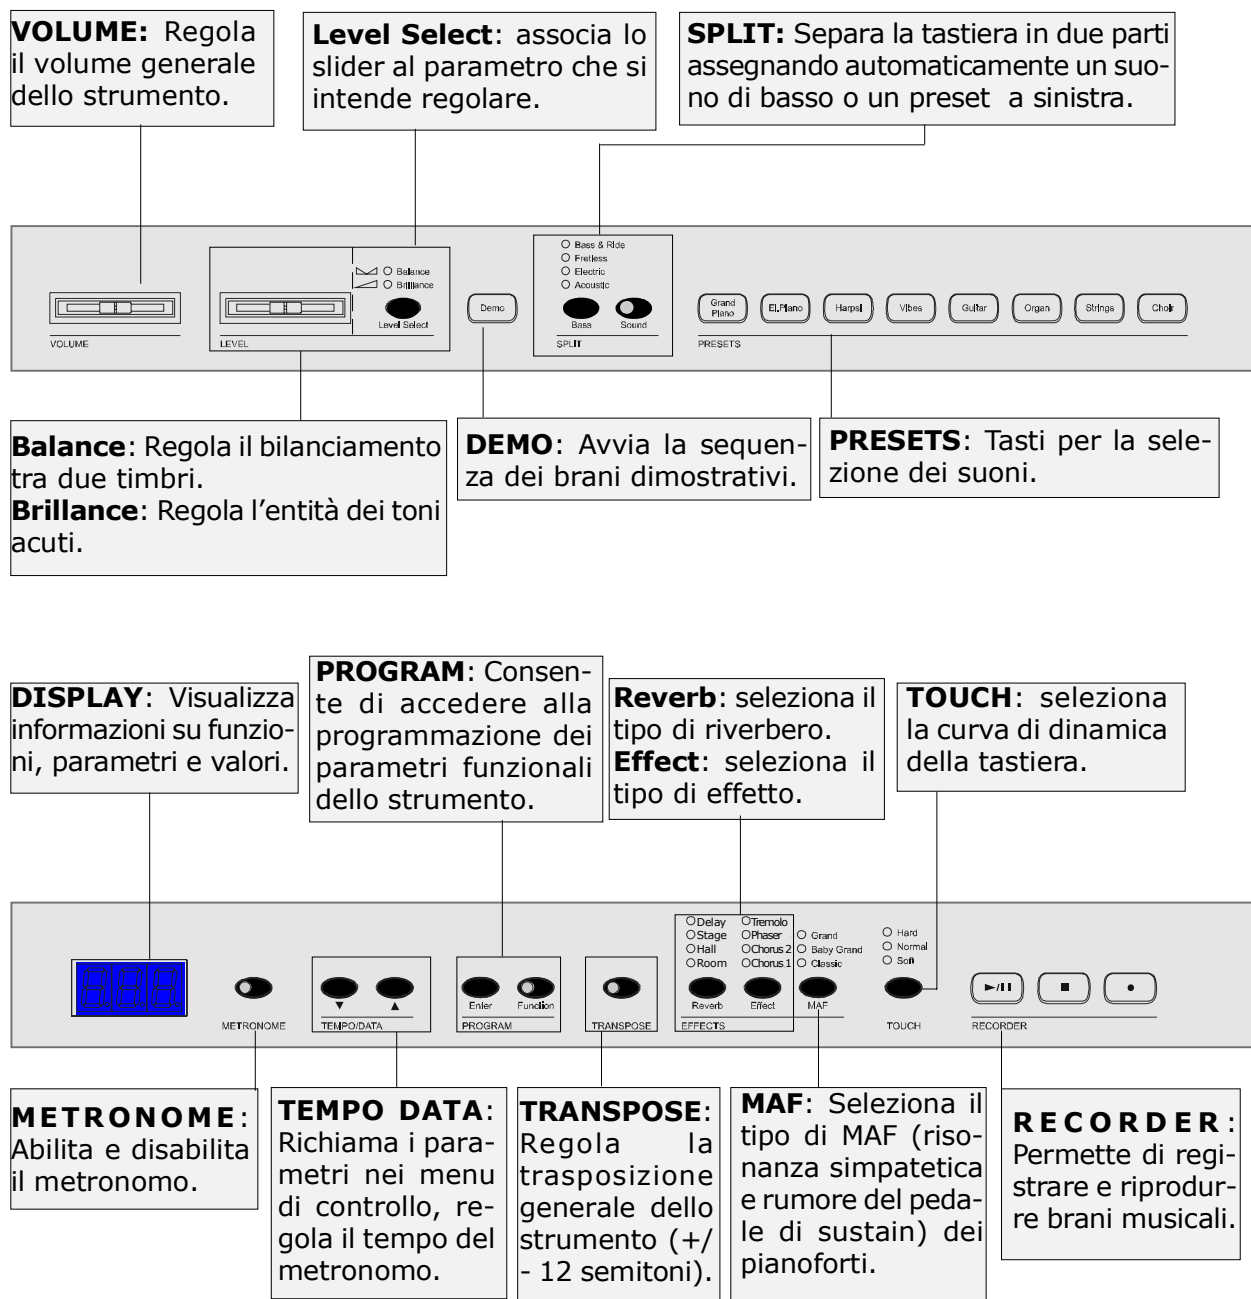 VOLUME: Regola
il volume generale
dello strumento.
Level Select: associa lo
slider al parametro che si
intende regolare.
SPLIT: Separa la tastiera in due parti
assegnando automaticamente un suo-
no di basso o un preset a sinistra.
VOLUME
Balance
Brilliance
Level Select
LEVEL
Demo
Bass & Ride
Fretless
Electric
Acoustic
Bass
Sound
SPLIT
Grand
Piano
El.Piano
Harpsi
Vibes
Guitar
Organ
Strings
Choir
PRESETS
Balance: Regola il bilanciamento
tra due timbri.
Brillance: Regola l'entità dei toni
acuti.
DEMO: Avvia la sequen-
za dei brani dimostrativi.
PRESETS: Tasti per la sele-
zione dei suoni.
DISPLAY: Visualizza
informazioni su funzio-
ni, parametri e valori.
PROGRAM: Consen-
te di accedere alla
programmazione dei
parametri funzionali
dello strumento.
Reverb: seleziona il
tipo di riverbero.
Effect: seleziona il
tipo di effetto.
TOUCH: seleziona
la curva di dinamica
della tastiera.
METRONOME
TEMPO/DATA
Enter
Function
PROGRAM
TRANSPOSE
Delay
Stage
Hall
Room
Reverb
Tremolo
Phaser
Chorus 2
Chorus 1
Effect
Grand
Baby Grand
Classic
MAF
EFFECTS
Hard
Normal
Soft
TOUCH
RECORDER
METRONOME:
Abilita e disabilita
il metronomo.
TEMPO DATA:
Richiama i para-
metri nei menu
di controllo, re-
gola il tempo del
metronomo.
TRANSPOSE:
Regola la
trasposizione
generale dello
strumento (+/
- 12 semitoni).
MAF: Seleziona il
tipo di MAF (riso-
nanza simpatetica
e rumore del peda-
le di sustain) dei
pianoforti.
RECORDER:
Permette di regi-
strare e riprodur-
re brani musicali.